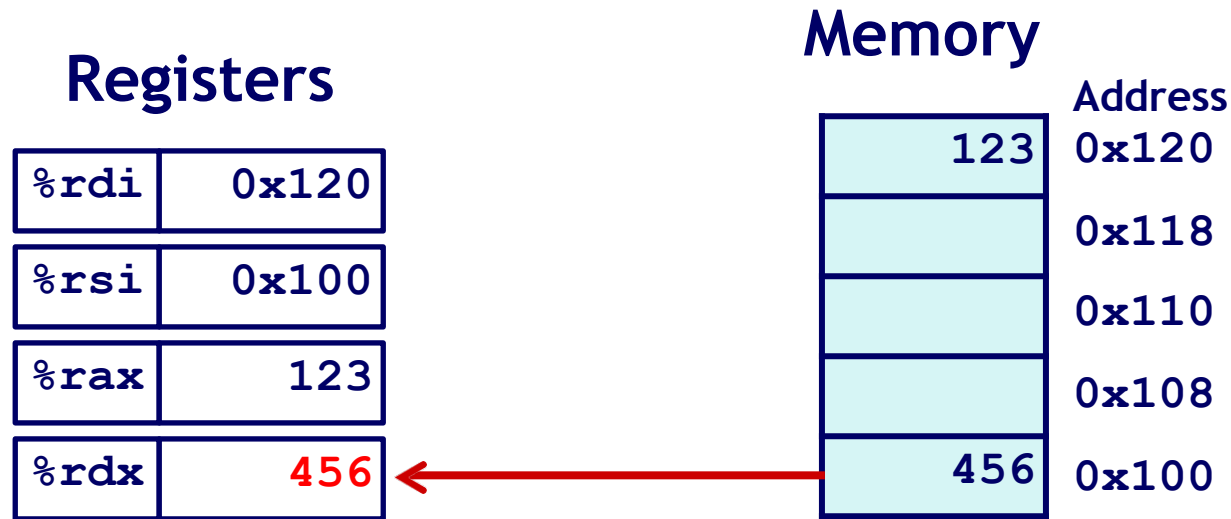 Registers
%rdi 0x120
%rsi 0x100
%rax 123
%rdx 456
Memory
Address
123 0x120
0x118
0x110
0x108
456 0x100